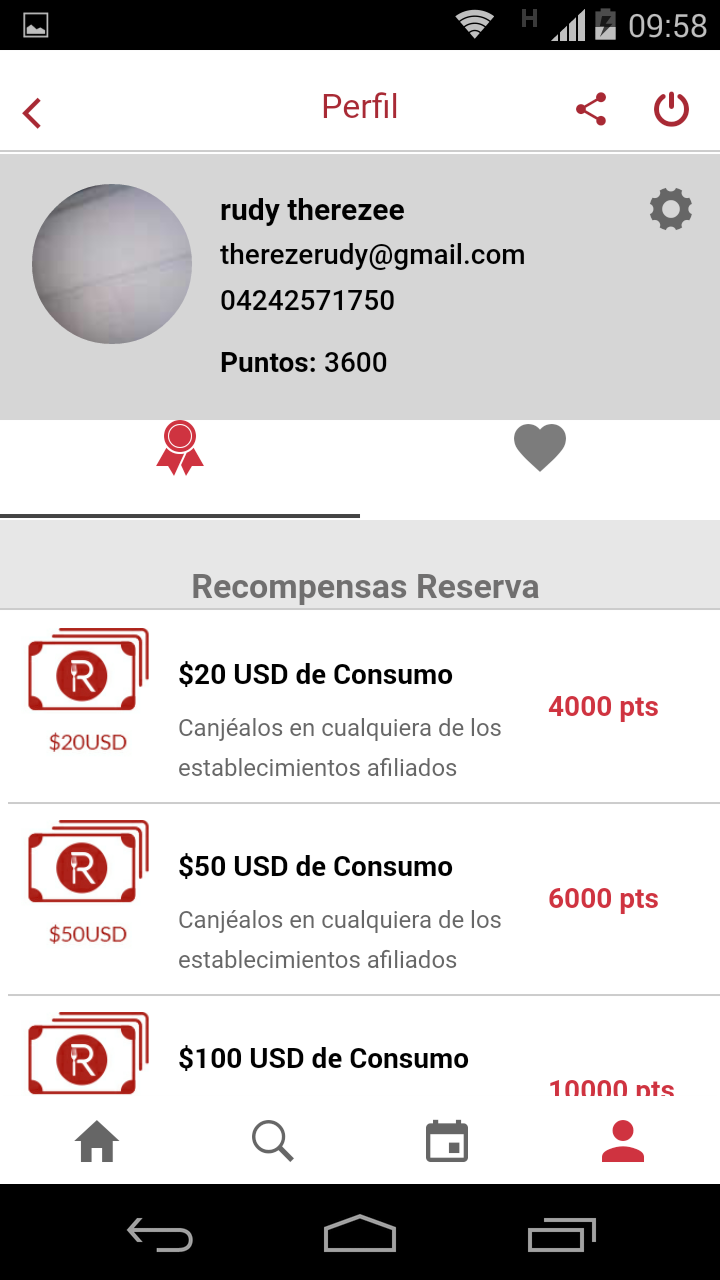 H 09:58
Perfil
rudy therezee
therezerudy@gmail.com
04242571750
Puntos: 3600
Recompensas Reserva
R
$20USD
$20 USD de Consumo
Canjéalos en cualquiera de los
establecimientos afiliados
4000 pts
R
$50USD
$50 USD de Consumo
Canjéalos en cualquiera de los
establecimientos afiliados
6000 pts
R
$100 USD de Consumo
10000 pts